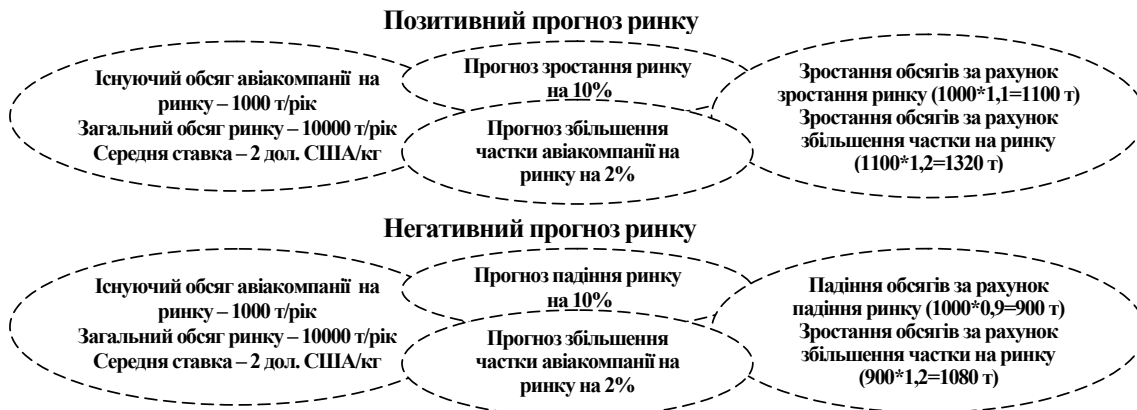 Позитивний прогноз ринку
Існуючий обсяг авіакомпанії на
ринку – 1000 т/рік
Загальний обсяг ринку – 10000 т/рік
Середня ставка – 2 дол. США/кг
Прогноз зростання ринку
на 10%
Прогноз збільшення
частки авіакомпанії на
ринку на 2%
Зростання обсягів за рахунок
зростання ринку (1000*1,1=1100 т)
Зростання обсягів за рахунок
збільшення частки на ринку
(1100*1,2=1320 т)
Негативний прогноз ринку
Існуючий обсяг авіакомпанії на
ринку – 1000 т/рік
Загальний обсяг ринку – 10000 т/рік
Середня ставка – 2 дол. США/кг
Прогноз падіння ринку
на 10%
Прогноз збільшення
частки авіакомпанії на
ринку на 2%
Падіння обсягів за рахунок
падіння ринку (1000*0,9=900 т)
Зростання обсягів за рахунок
збільшення частки на ринку
(900*1,2=1080 т)